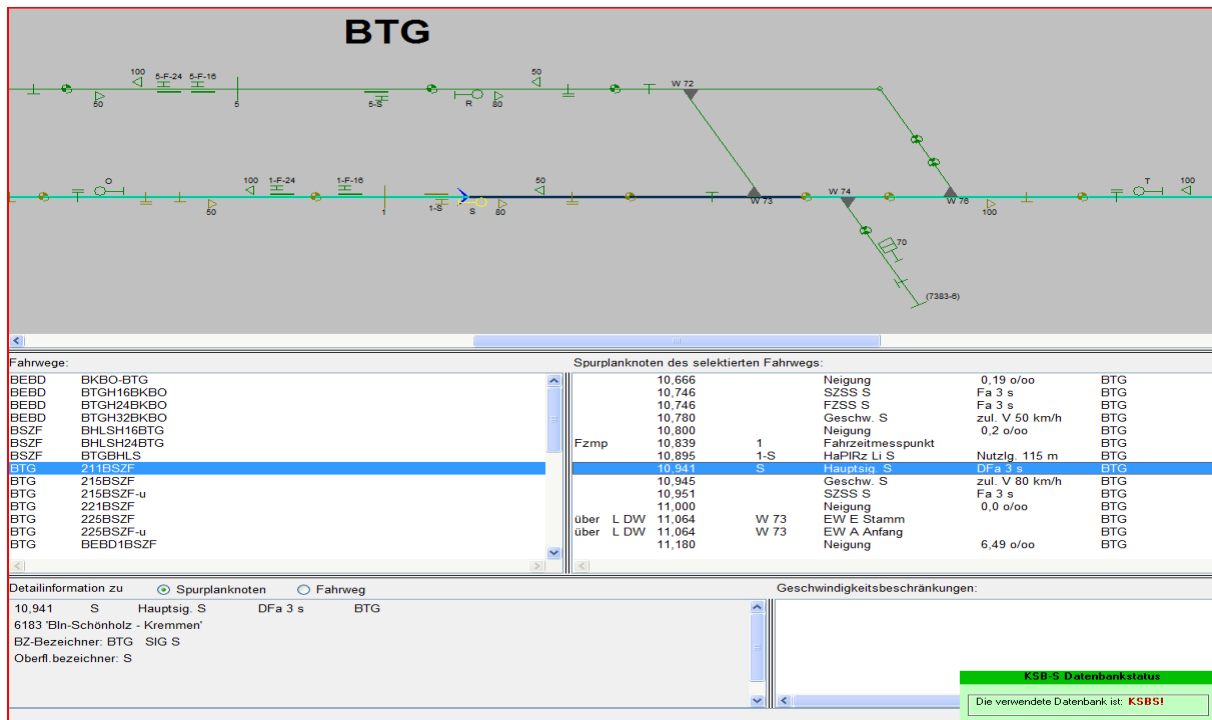 BTG
100 5-F-24 5-F-16 50 W 72
50 5 5-S R 80
O 100 1-F-24 1-F-16 50 W 74 T 100
50 1 1-S S 80 W 73 W 76 100
70
(7383-6)
Fahrwege: Spurplanknoten des selektierten Fahrwegs:
BEBD BKBO-BTG 10,666 Neigung 0,19 o/oo BTG
BEBD BTGH16BKBO 10,746 SZSS S Fa 3 s BTG
BEBD BTGH24BKBO 10,746 FZSS S Fa 3 s BTG
BEBD BTGH32BKBO 10,780 Geschw. S zul. V 50 km/h BTG
BSZF BHLSH16BTG 10,800 Neigung 0,2 o/oo BTG
BSZF BHLSH24BTG Fzmp 10,839 1 Fahrzeitmesspunkt BTG
BSZF BTGBHLS 10,895 1-S HaPlRz Li S Nutzlg. 115 m BTG
BTG 211BSZF 10,941 S Hauptsig. S DFa 3 s BTG
BTG 215BSZF 10,945 Geschw. S zul. V 80 km/h BTG
BTG 215BSZF-u 10,951 SZSS S Fa 3 s BTG
BTG 221BSZF 11,000 Neigung 0,0 o/oo BTG
BTG 225BSZF über L DW 11,064 W 73 EW E Stamm BTG
BTG 225BSZF-u über L DW 11,064 W 73 EW A Anfang BTG
BTG BEBD1BSZF 11,180 Neigung 6,49 o/oo BTG
Detailinformation zu Spurplanknoten Fahrweg Geschwindigkeitsbeschränkungen:
10,941 S Hauptsig. S DFa 3 s BTG
6183 'Bln-Schönholz - Kremmen'
BZ-Bezeichner: BTG SIG S
Oberfl.bezeichner: S
KSB-S Datenbankstatus
Die verwendete Datenbank ist: KSBS!